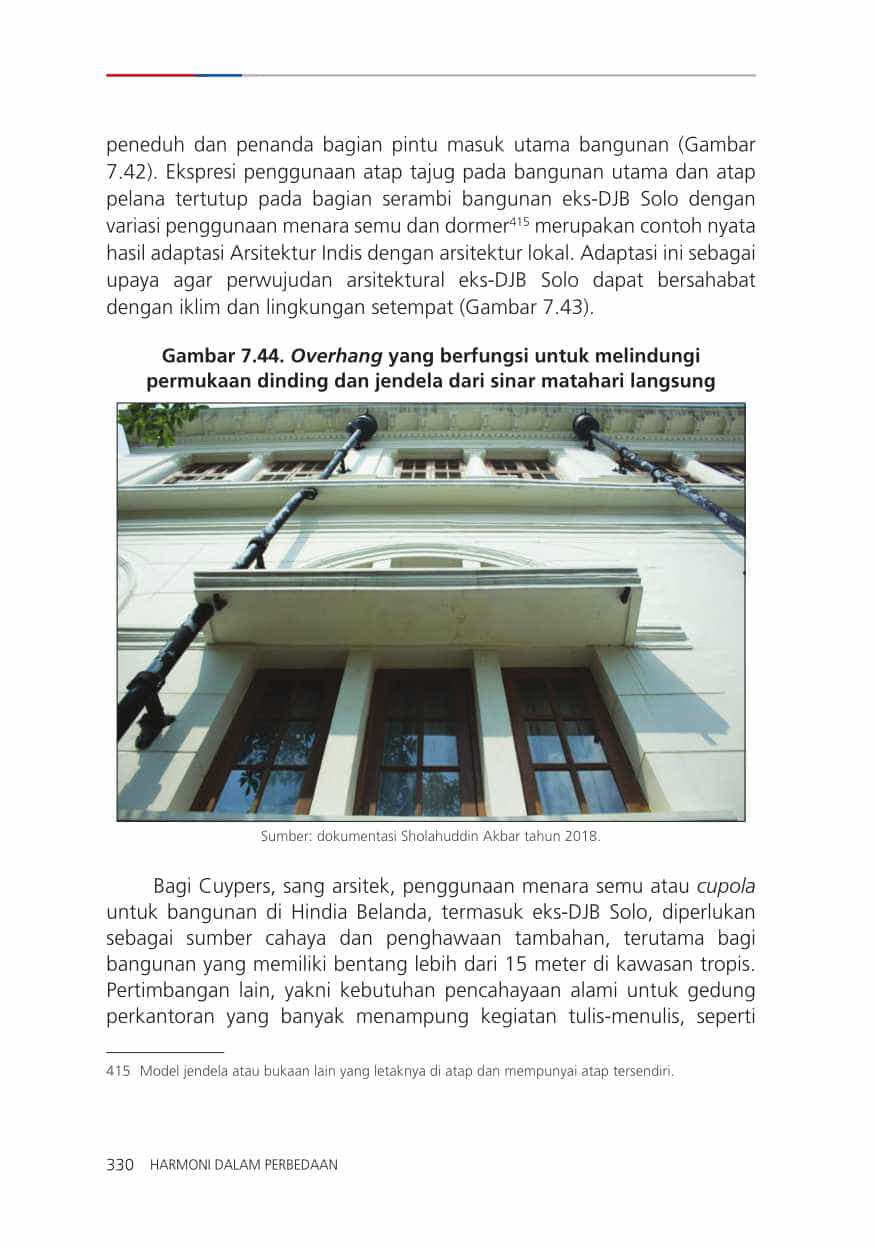 peneduh dan penanda bagian pintu masuk utama bangunan (Gambar
7.42). Ekspresi penggunaan atap tajug pada bangunan utama dan atap
pelana tertutup pada bagian serambi bangunan eks-DJB Solo dengan
variasi penggunaan menara semu dan dormer415 merupakan contoh nyata
hasil adaptasi Arsitektur Indis dengan arsitektur lokal. Adaptasi ini sebagai
upaya agar perwujudan arsitektural eks-DJB Solo dapat bersahabat
dengan iklim dan lingkungan setempat (Gambar 7.43).
Gambar 7.44. Overhang yang berfungsi untuk melindungi
permukaan dinding dan jendela dari sinar matahari langsung
Sumber: dokumentasi Sholahuddin Akbar tahun 2018.
Bagi Cuypers, sang arsitek, penggunaan menara semu atau cupola
untuk bangunan di Hindia Belanda, termasuk eks-DJB Solo, diperlukan
sebagai sumber cahaya dan penghawaan tambahan, terutama bagi
bangunan yang memiliki bentang lebih dari 15 meter di kawasan tropis.
Pertimbangan lain, yakni kebutuhan pencahayaan alami untuk gedung
perkantoran yang banyak menampung kegiatan tulis-menulis, seperti
415 Model jendela atau bukaan lain yang letaknya di atap dan mempunyai atap tersendiri.
330 HARMONI DALAM PERBEDAAN